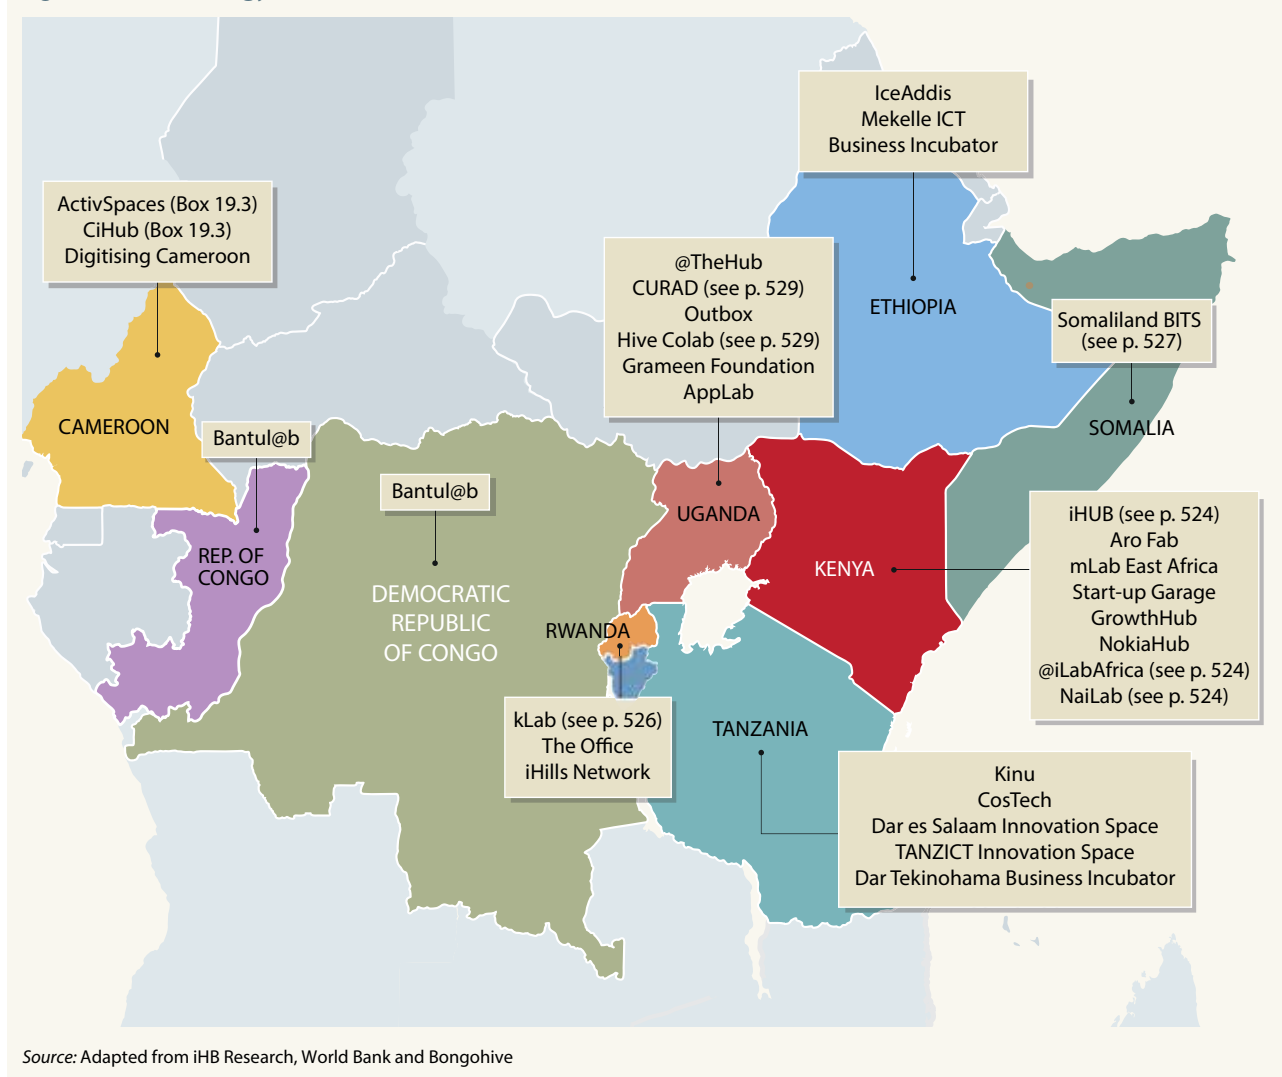 IceAddis
Mekelle ICT
Business Incubator
ActivSpaces (Box 19.3)
CiHub (Box 19.3)
Digitising Cameroon
@TheHub
CURAD (see p. 529)
Outbox
Hive Colab (see p. 529)
Grameen Foundation
AppLab
ETHIOPIA
Somaliland BITS
(see p. 527)
SOMALIA
CAMEROON
Bantul@b
Bantul@b
UGANDA
iHUB (see p. 524)
Aro Fab
mLab East Africa
Start-up Garage
GrowthHub
NokiaHub
@iLabAfrica (see p. 524)
NaiLab (see p. 524)
REP. OF
CONGO
KENYA
DEMOCRATIC
REPUBLIC
OF CONGO
RWANDA
kLab (see p. 526)
The Office
iHills Network
TANZANIA
Kinu
CosTech
Dar es Salaam Innovation Space
TANZICT Innovation Space
Dar Tekinohama Business Incubator
Source: Adapted from iHB Research, World Bank and Bongohive